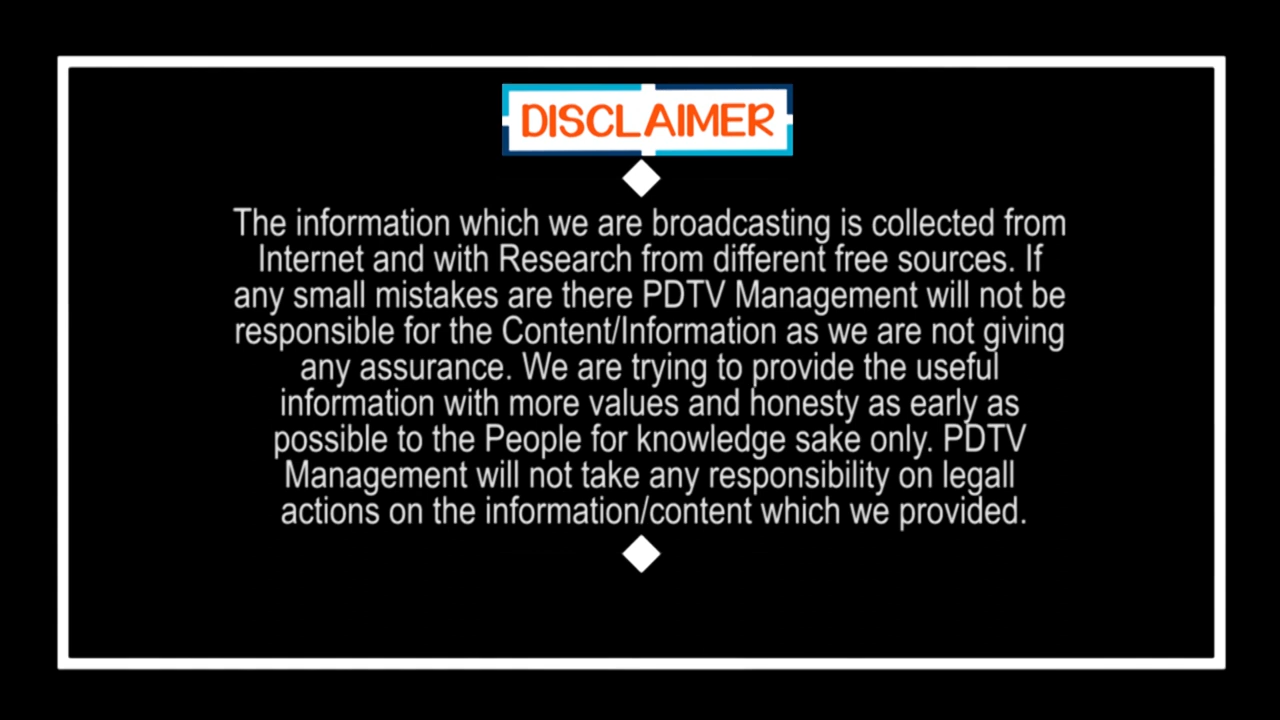 DISCLAIMER
The information which we are broadcasting is collected from
Internet and with Research from different free sources. If
any small mistakes are there PDTV Management will not be
responsible for the Content/Information as we are not giving
any assurance. We are trying to provide the useful
information with more values and honesty as early as
possible to the People for knowledge sake only. PDTV
Management will not take any responsibility on legall
actions on the information/content which we provided.